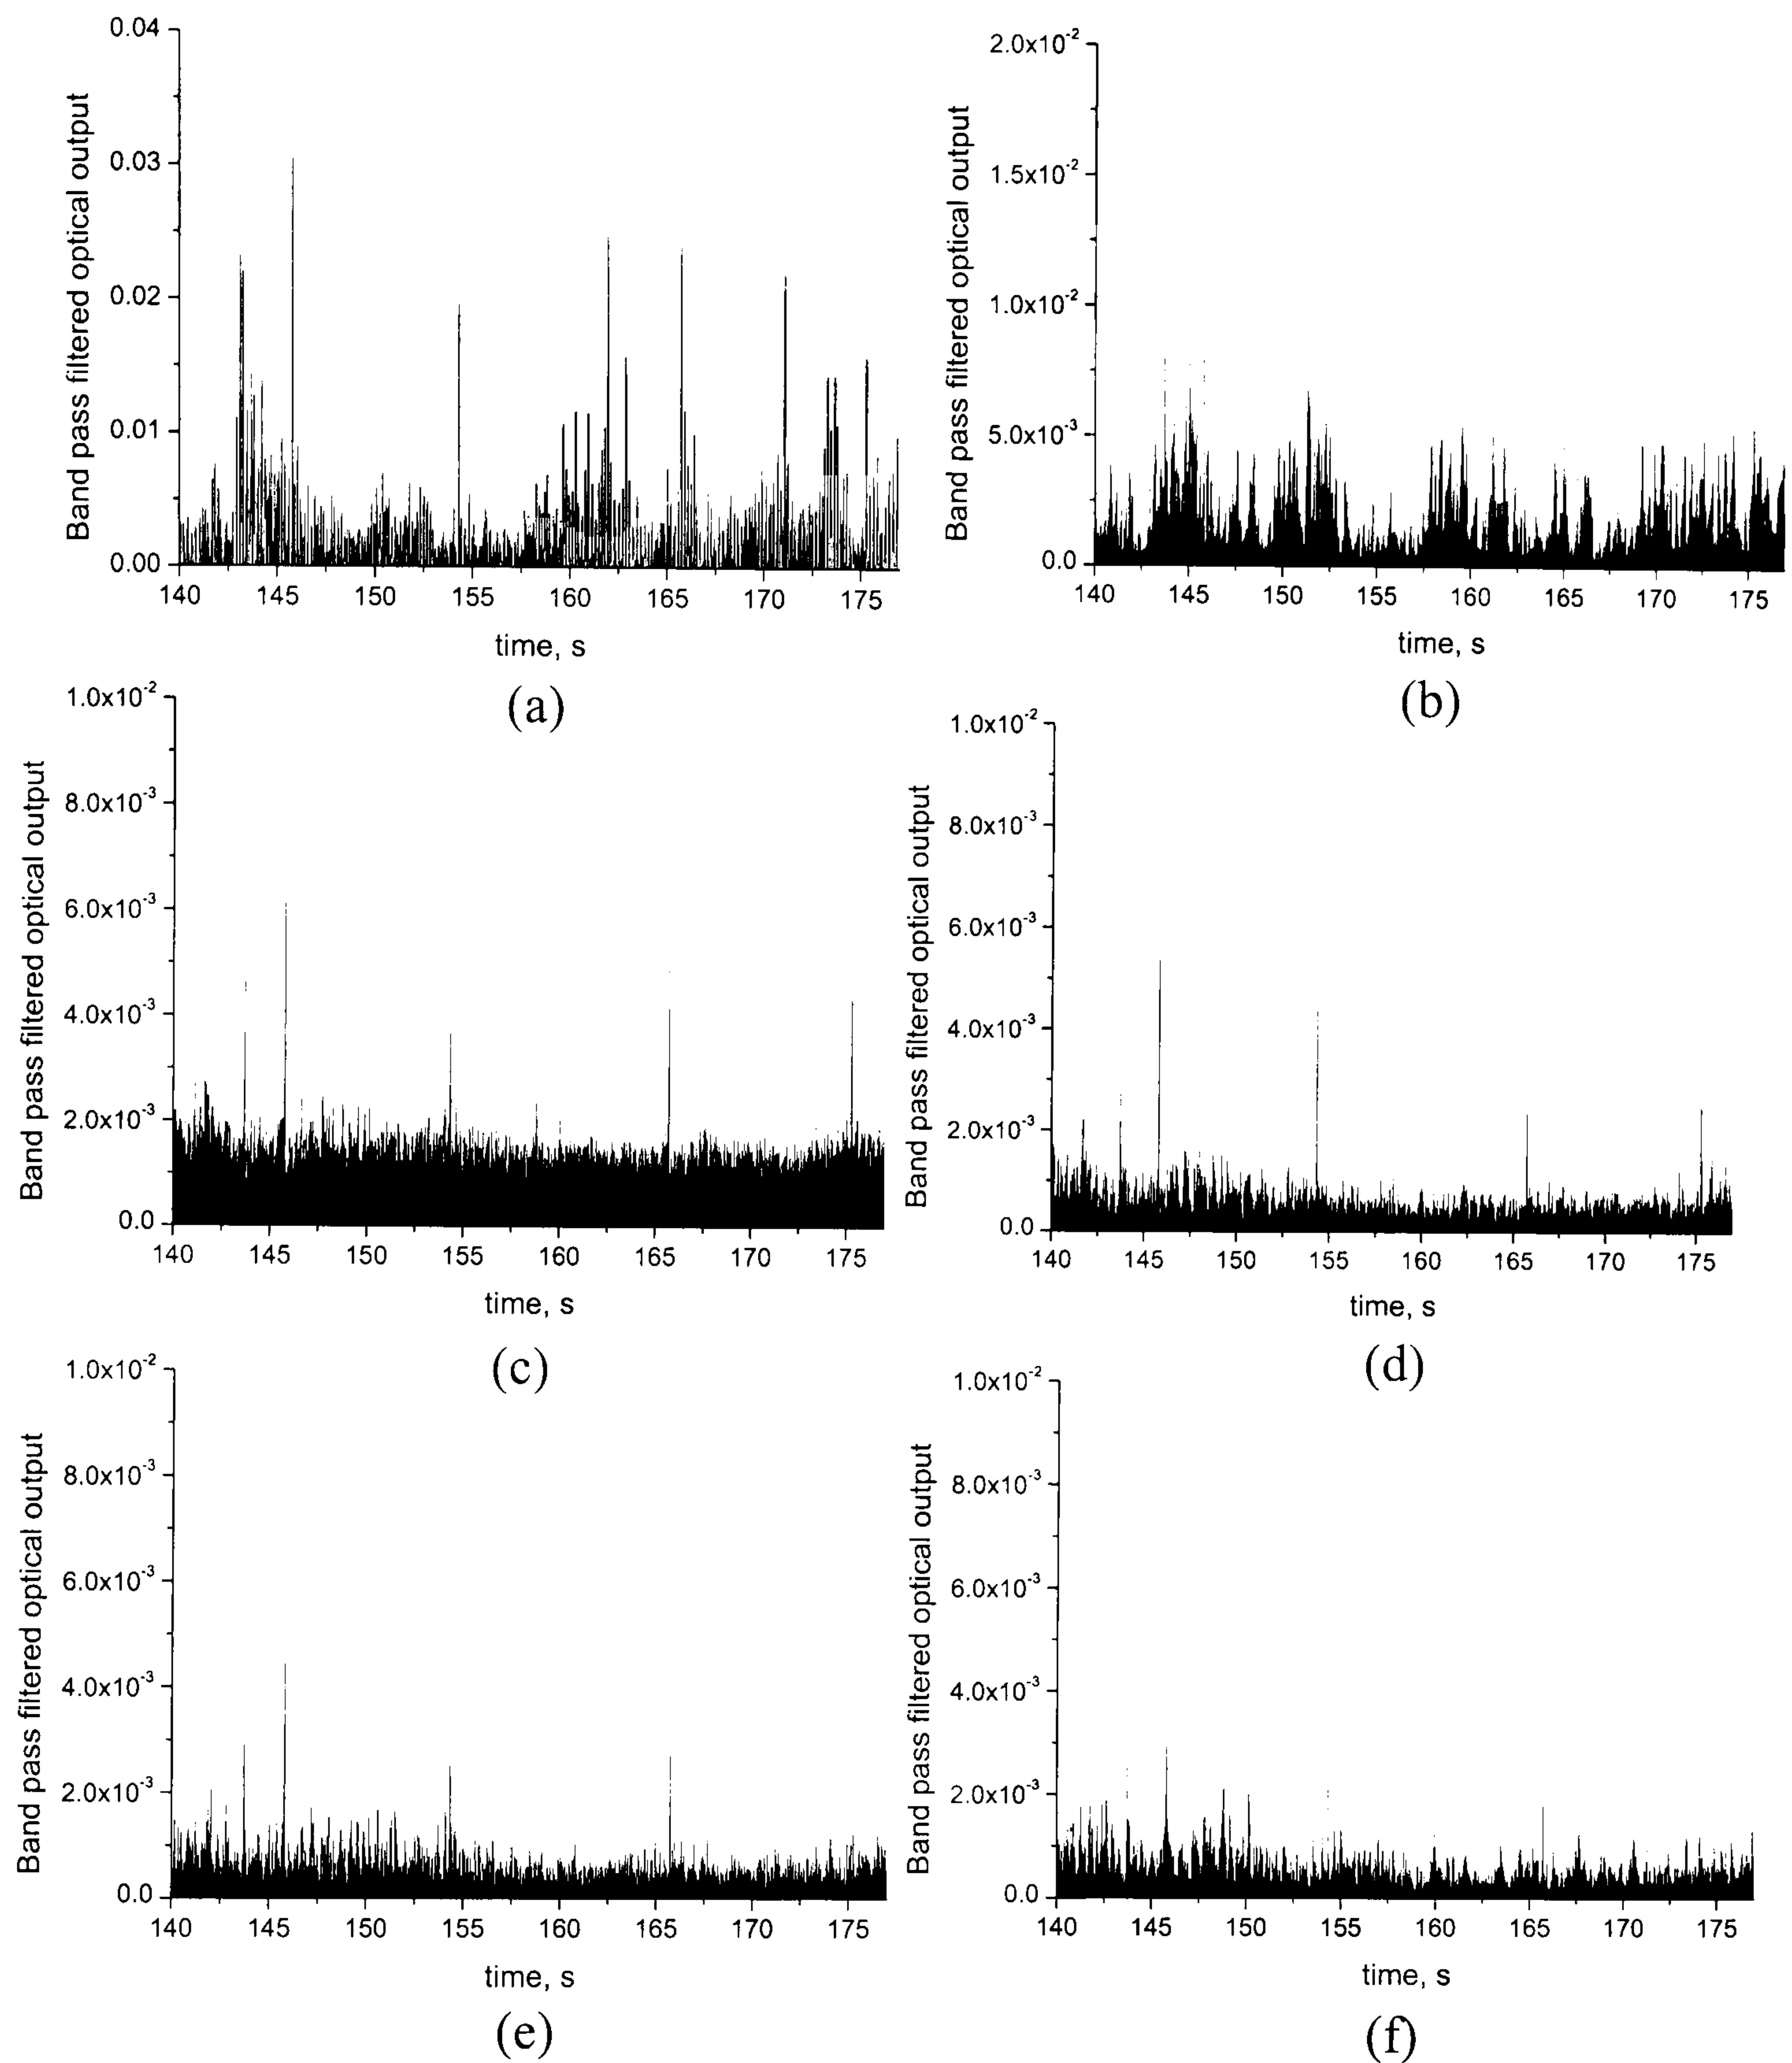 Band pass filtered optical output
0.04
0.03
0.02
0.01
0.00
140 145 150 155 160 165 170 175
time, s
(a)
Band pass filtered optical output
2.0x10-2
1.5x10-2
1.0x10-2
5.0x10-3
0.0
140 145 150 155 160 165 170 175
time, s
(b)
Band pass filtered optical output
1.0x10-2
8.0x10-3
6.0x10-3
4.0x10-3
2.0x10-3
0.0
140 145 150 155 160 165 170 175
time, s
(c)
Band pass filtered optical output
1.0x10-2
8.0x10-3
6.0x10-3
4.0x10-3
2.0x10-3
0.0
140 145 150 155 160 165 170 175
time, s
(d)
Band pass filtered optical output
1.0x10-2
8.0x10-3
6.0x10-3
4.0x10-3
2.0x10-3
0.0
140 145 150 155 160 165 170 175
time, s
(e)
Band pass filtered optical output
1.0x10-2
8.0x10-3
6.0x10-3
4.0x10-3
2.0x10-3
0.0
140 145 150 155 160 165 170 175
time, s
(f)